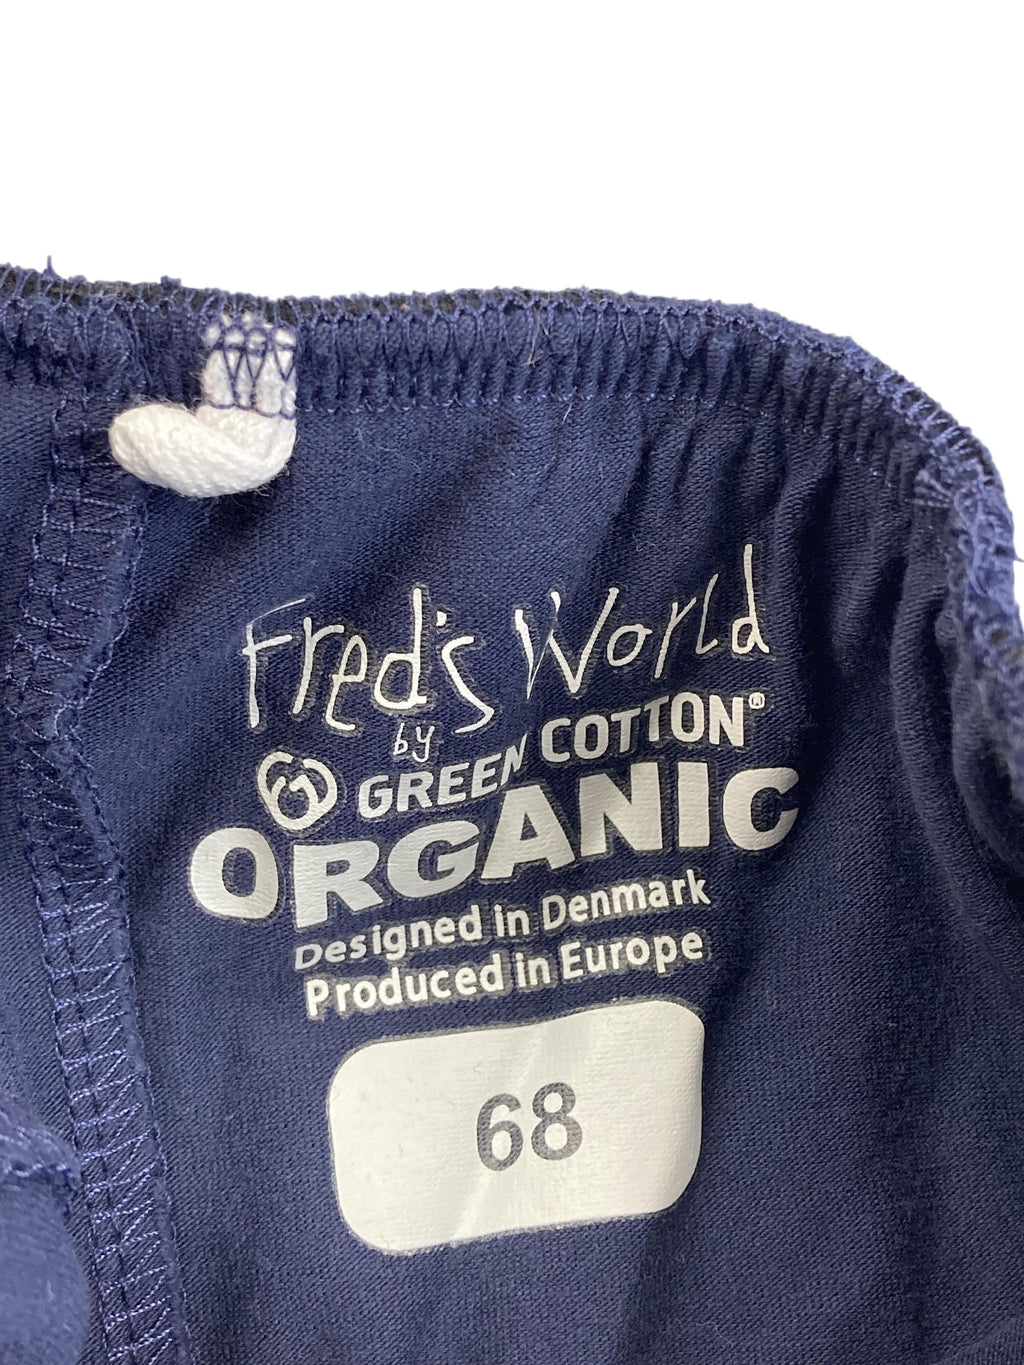 Fred's World
by
GREEN COTTON®
ORGANIC
Designed in Denmark
Produced in Europe
68